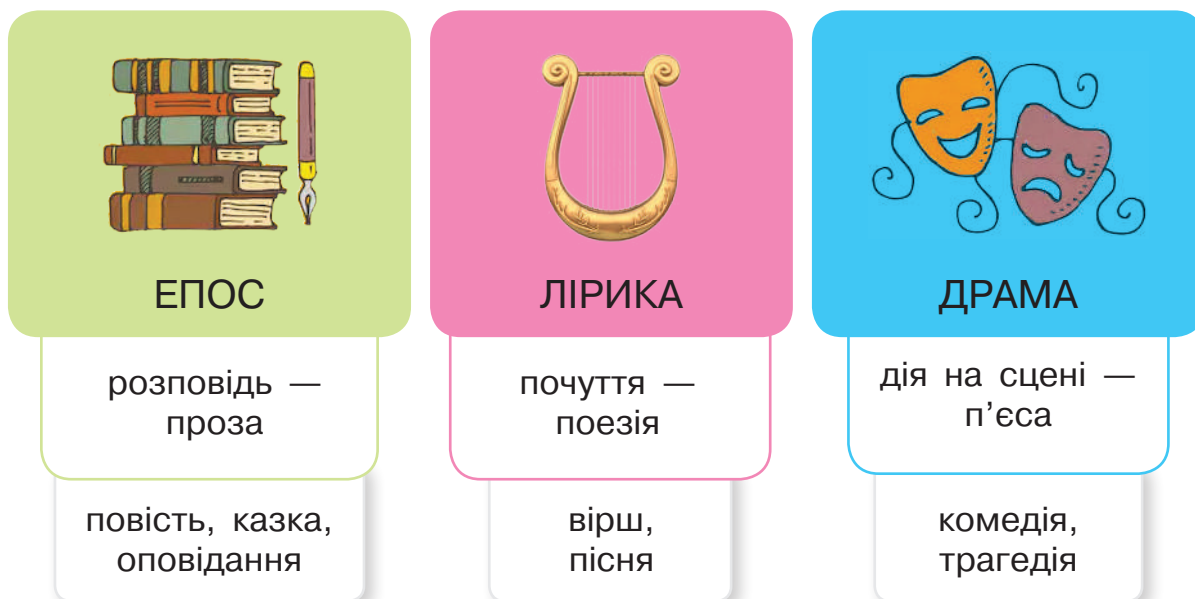 ЕПОС
розповідь —
проза
повість, казка,
оповідання
ЛІРИКА
почуття —
поезія
вірш,
пісня
ДРАМА
дія на сцені —
п’єса
комедія,
трагедія